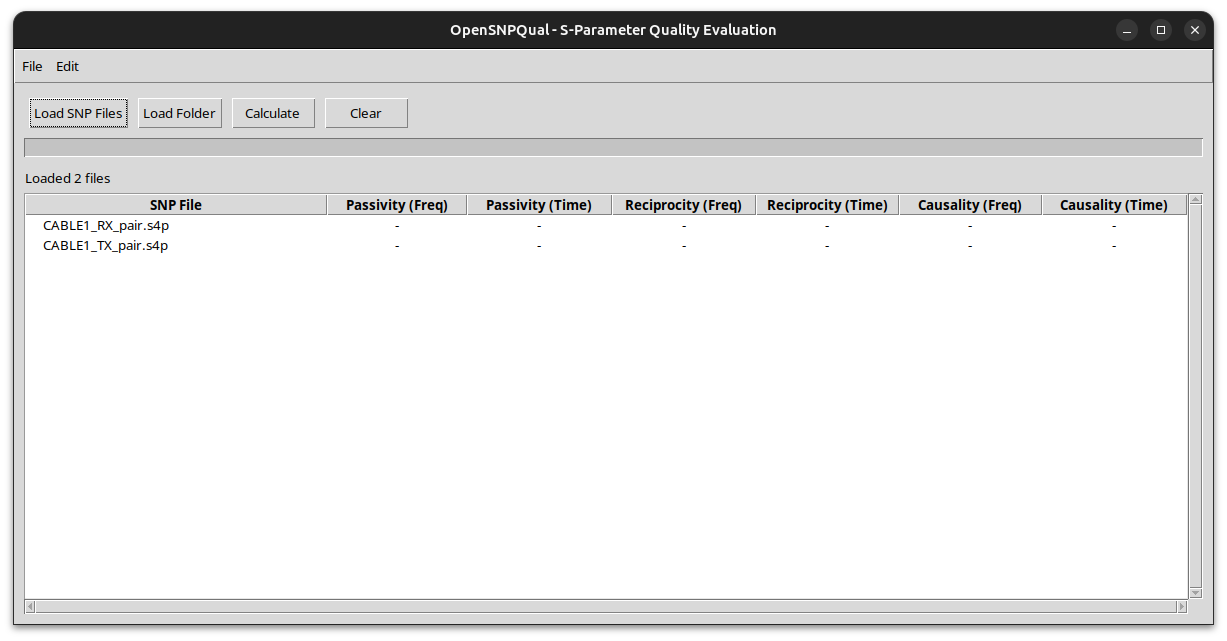 OpenSNPQual - S-Parameter Quality Evaluation
File Edit
Load SNP Files Load Folder Calculate Clear
Loaded 2 files
SNP File Passivity (Freq) Passivity (Time) Reciprocity (Freq) Reciprocity (Time) Causality (Freq) Causality (Time)
CABLE1_RX_pair.s4p - - - - - -
CABLE1_TX_pair.s4p - - - - - -